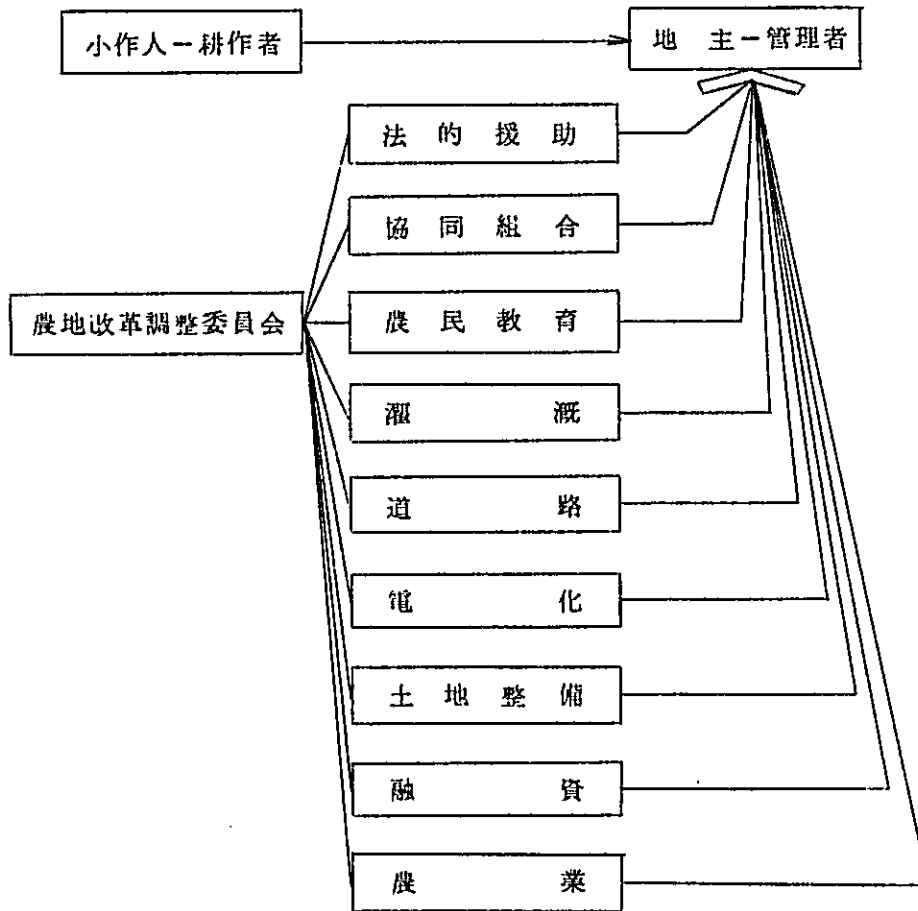 小作人－耕作者
地主－管理者
法的援助
協同組合
農民教育
農地改革調整委員会
灌漑
道路
電化
土地整備
融資
農業